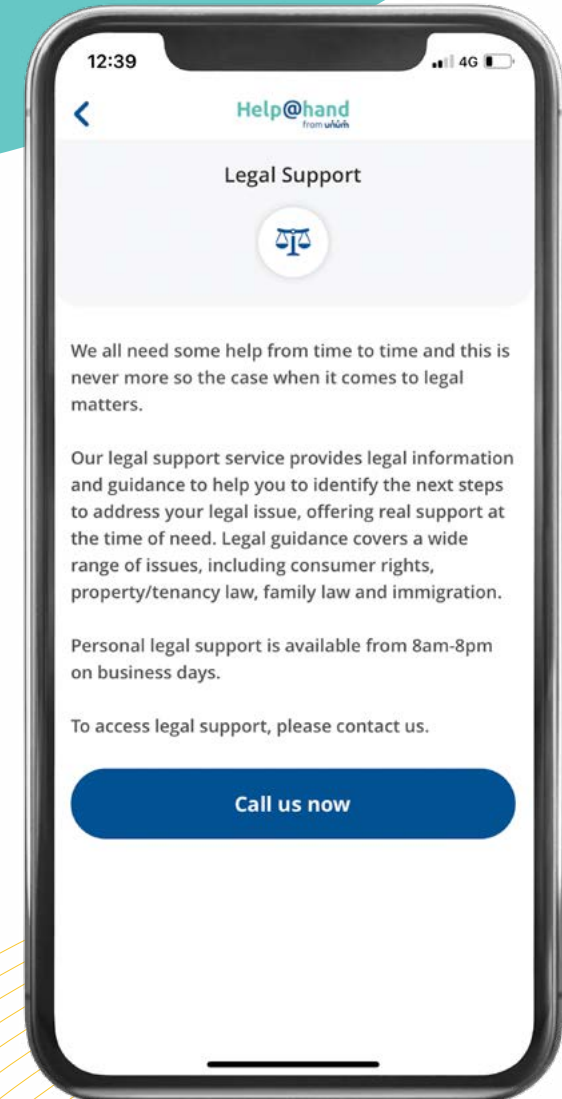 12:39
4G
Help@hand
from unum
Legal Support
We all need some help from time to time and this is
never more so the case when it comes to legal
matters.
Our legal support service provides legal information
and guidance to help you to identify the next steps
to address your legal issue, offering real support at
the time of need. Legal guidance covers a wide
range of issues, including consumer rights,
property/tenancy law, family law and immigration.
Personal legal support is available from 8am-8pm
on business days.
To access legal support, please contact us.
Call us now